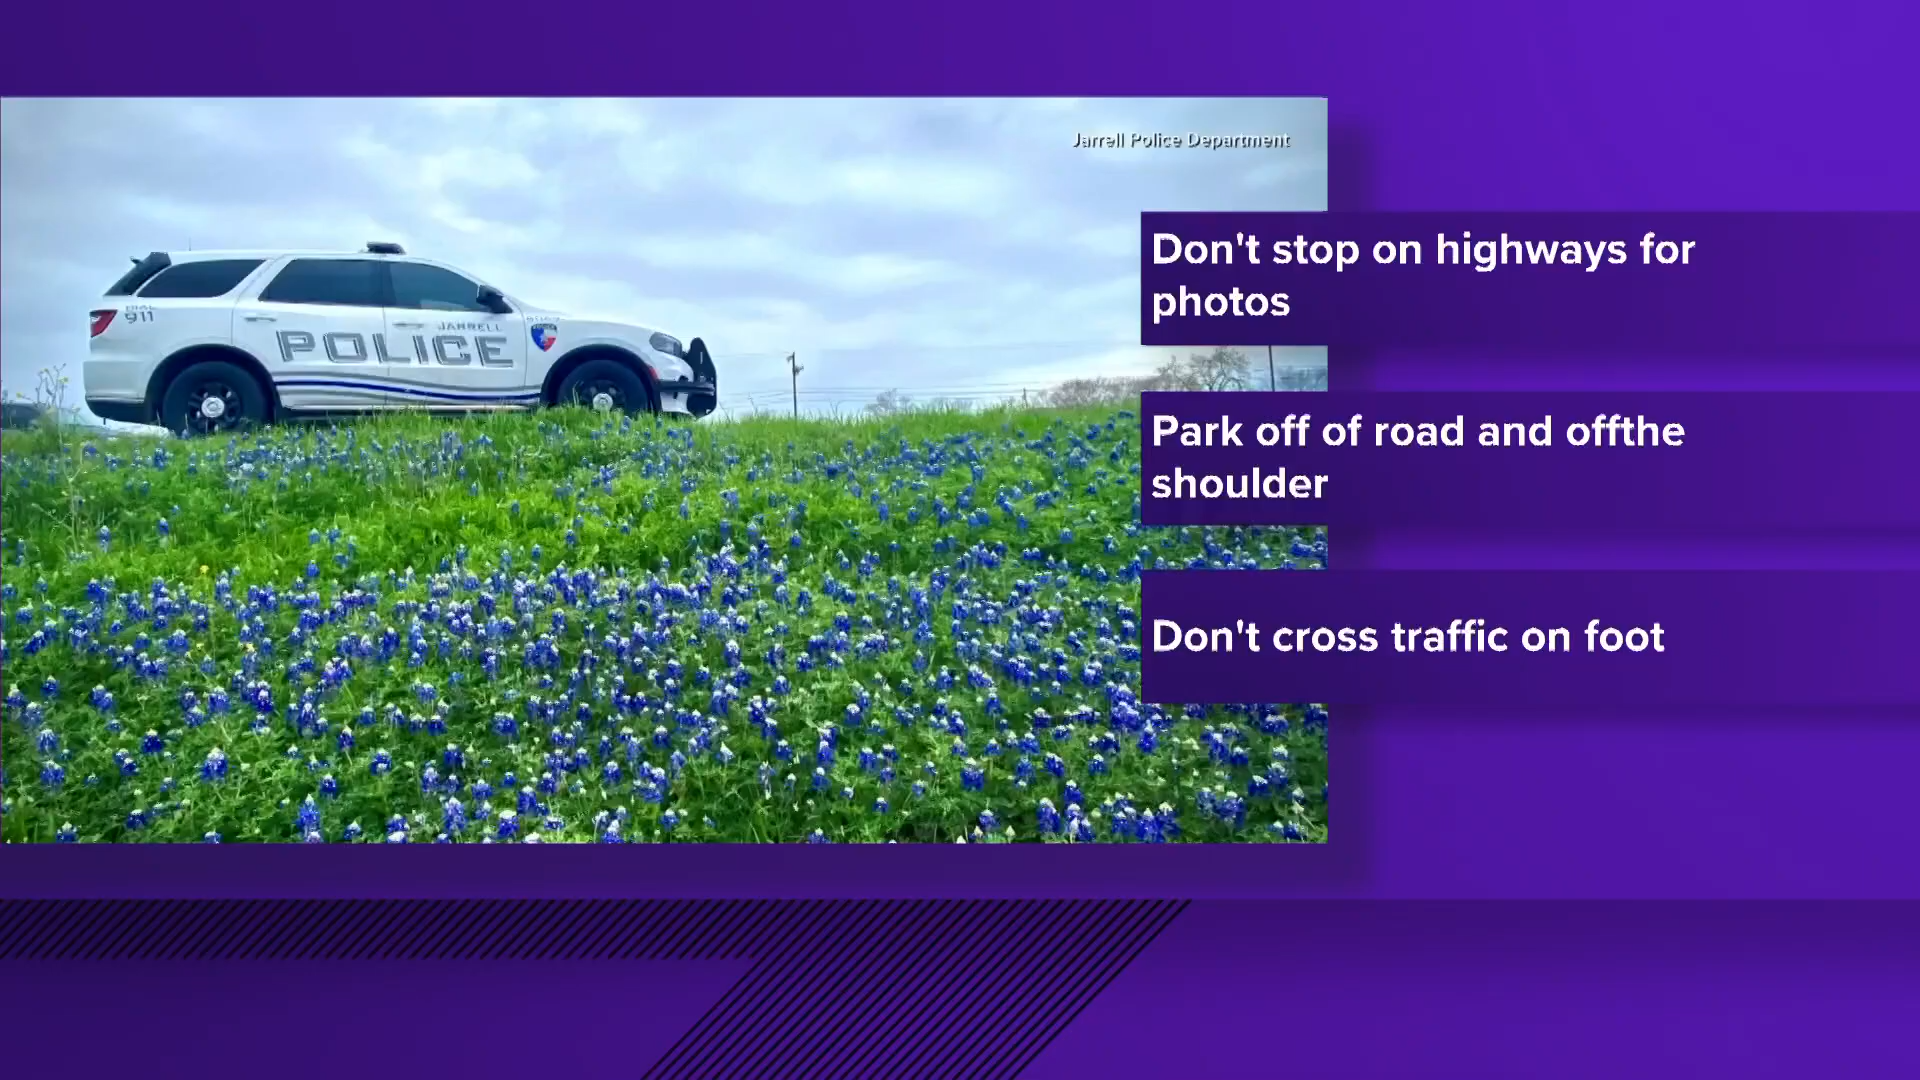 Jarrell Police Department
Don't stop on highways for
photos
Park off of road and offthe
shoulder
Don't cross traffic on foot
911
JARRELL
POLICE